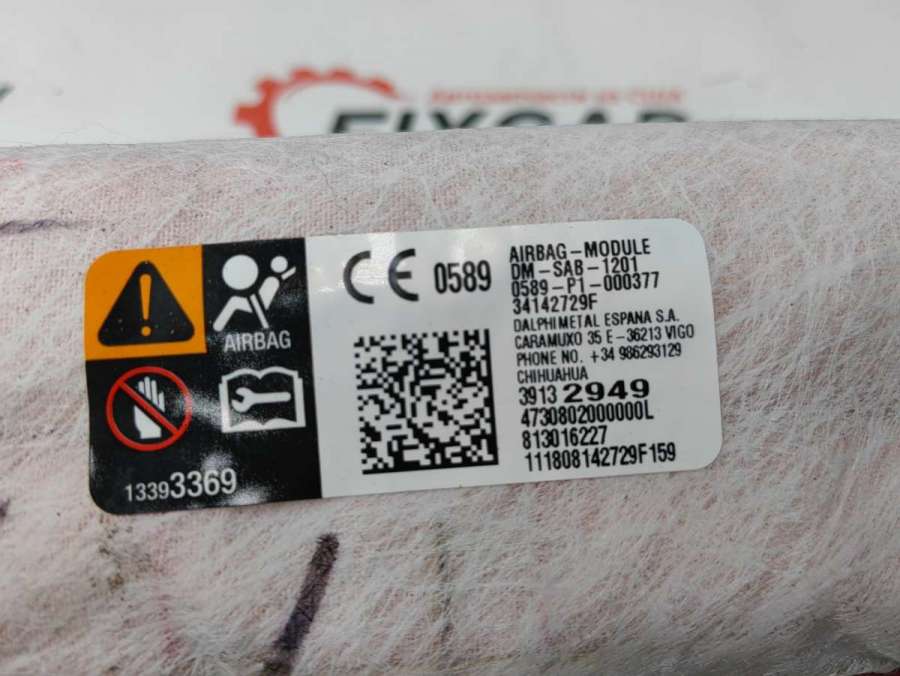 AIRBAG
13393369
CE 0589
AIRBAG-MODULE
DM-SAB-1201
0589-P1-000377
34142729F
DALPHIMETAL ESPANA S.A.
CARAMUXO 35 E-36213 VIGO
PHONE NO. +34 986293129
CHIHUAHUA
3913 2949
4730802000000L
813016227
111808142729F159